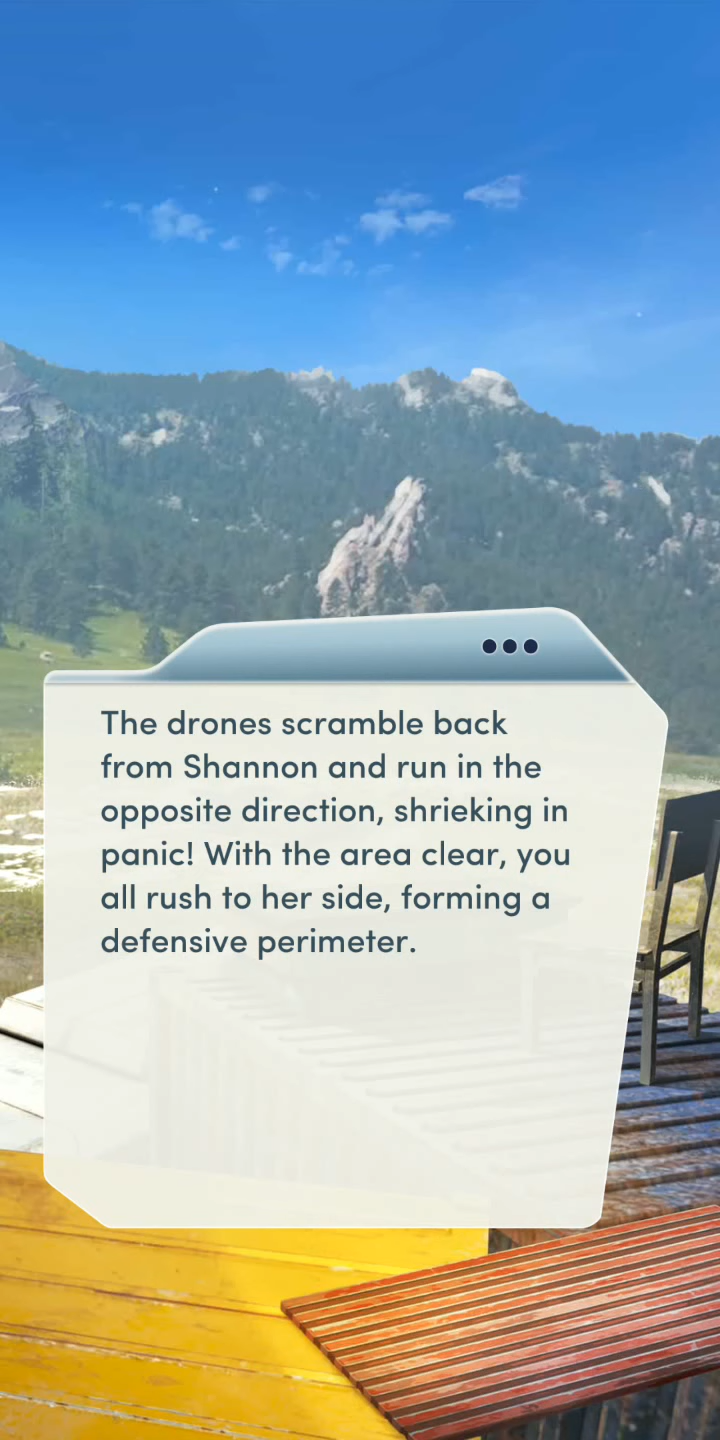 The drones scramble back
from Shannon and run in the
opposite direction, shrieking in
panic! With the area clear, you
all rush to her side, forming a
defensive perimeter.